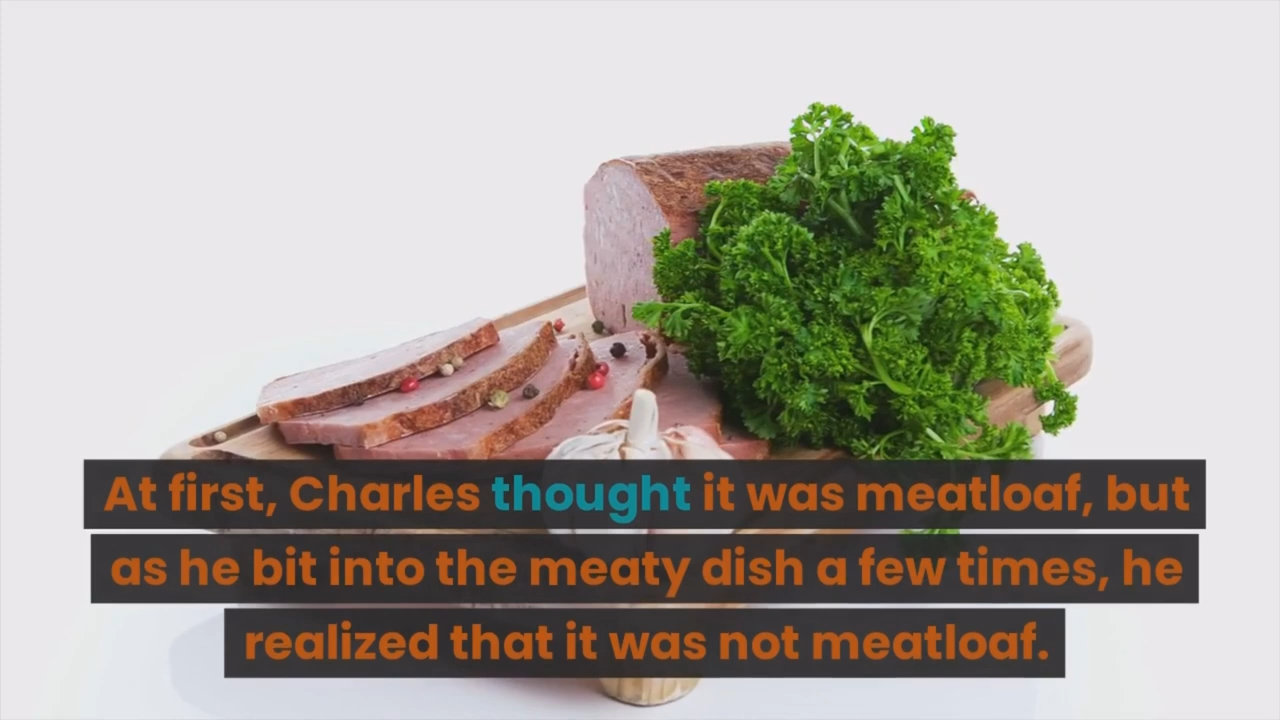 At first, Charles thought it was meatloaf, but
as he bit into the meaty dish a few times, he
realized that it was not meatloaf.